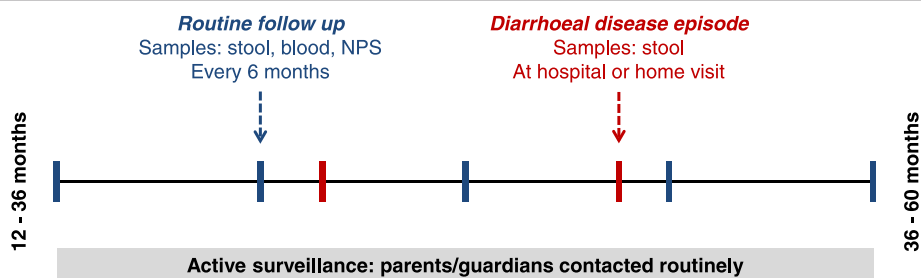 Routine follow up
Samples: stool, blood, NPS
Every 6 months
Diarrhoeal disease episode
Samples: stool
At hospital or home visit
12 - 36 months
36 - 60 months
Active surveillance: parents/guardians contacted routinely